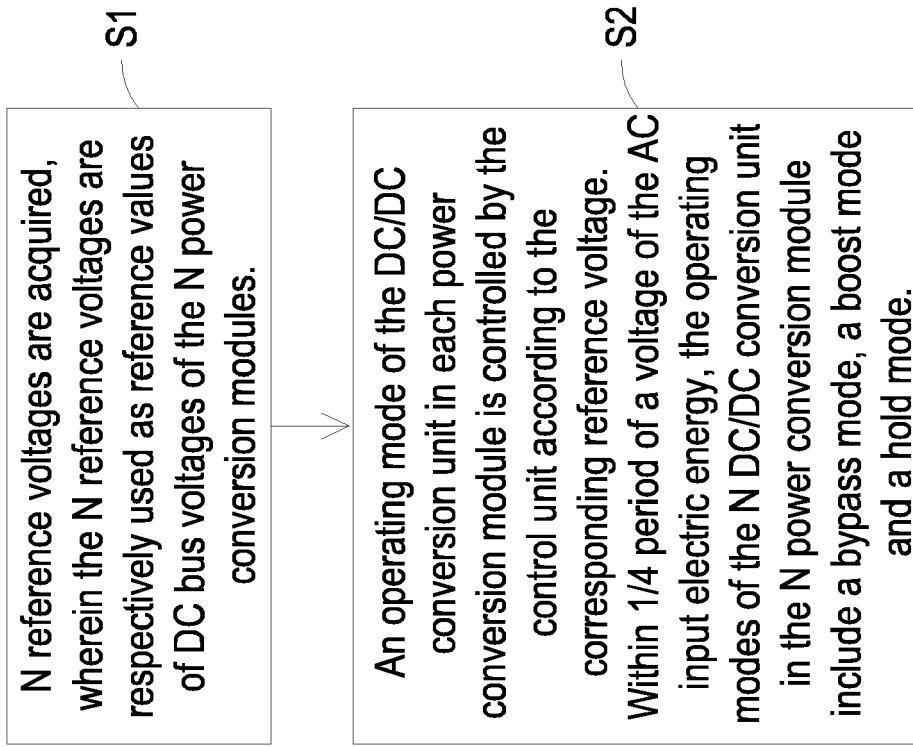 N reference voltages are acquired,
wherein the N reference voltages are
respectively used as reference values
of DC bus voltages of the N power
conversion modules.
S1
An operating mode of the DC/DC
conversion unit in each power
conversion module is controlled by the
control unit according to the
corresponding reference voltage.
Within 1/4 period of a voltage of the AC
input electric energy, the operating
modes of the N DC/DC conversion unit
in the N power conversion module
include a bypass mode, a boost mode
and a hold mode.
S2